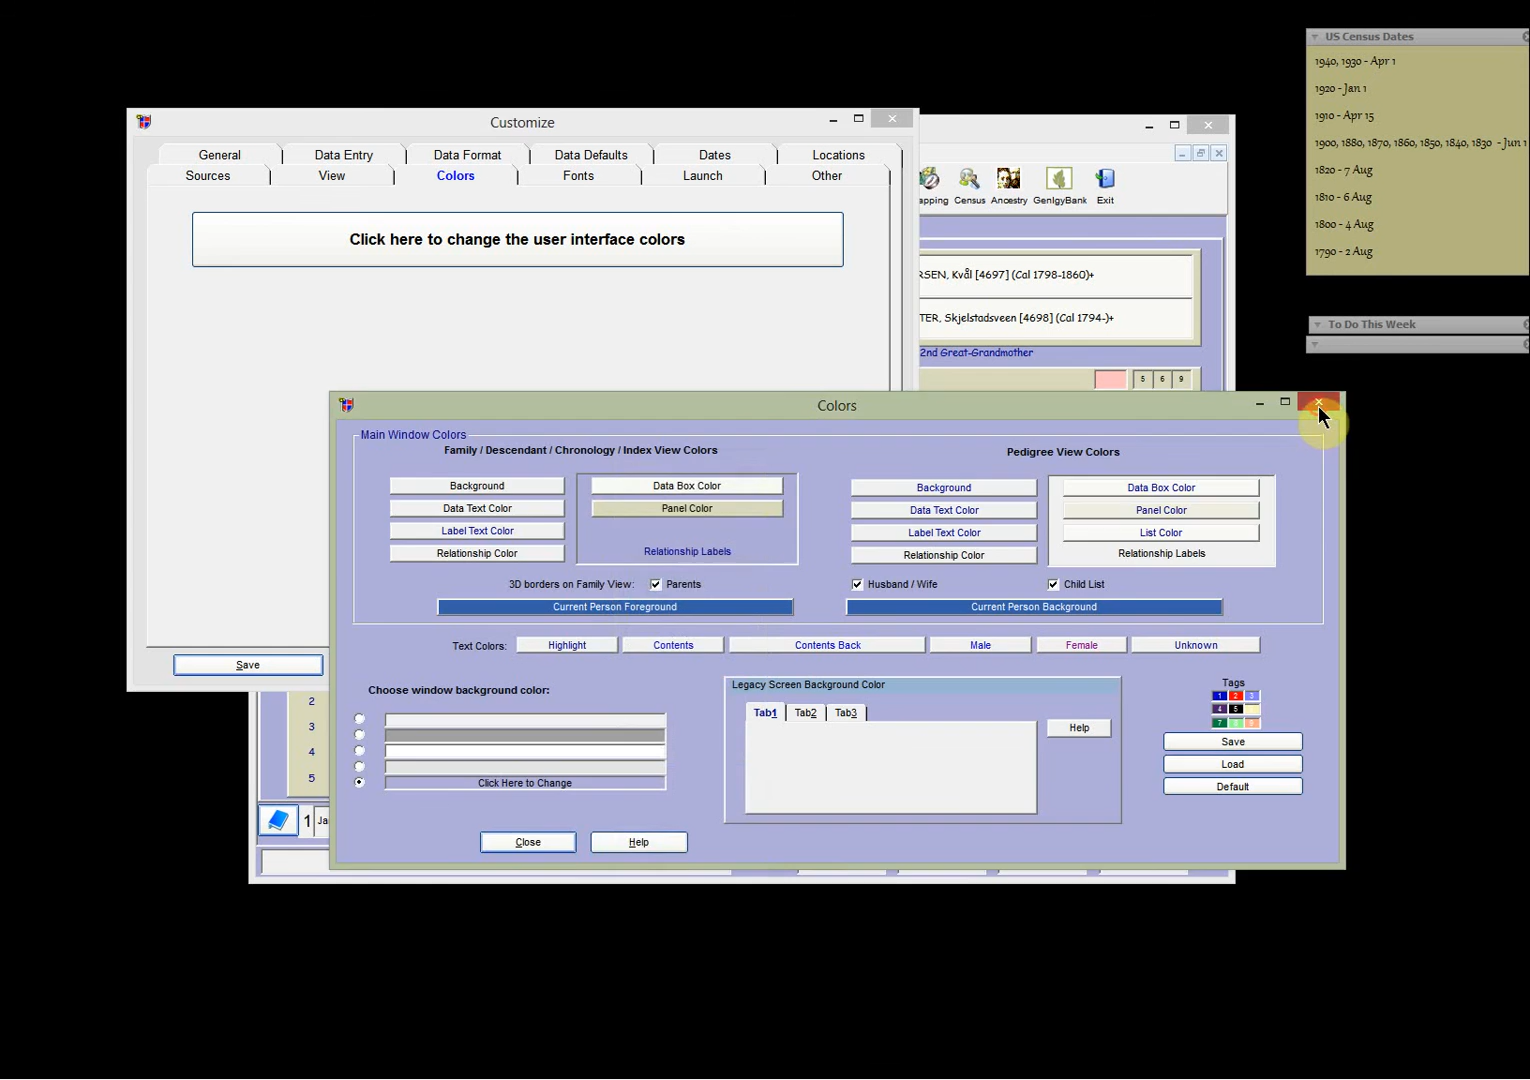 US Census Dates
1940, 1930 - Apr 1
1920 - Jan 1
1910 - Apr 15
1900, 1880, 1870, 1860, 1850, 1840, 1830 - Jun 1
1820 - 7 Aug
1810 - 6 Aug
1800 - 4 Aug
1790 - 2 Aug
To Do This Week
Customize
General Data Entry Data Format Data Defaults Dates Locations
Sources View Colors Fonts Launch Other
Click here to change the user interface colors
Save
apping Census Ancestry GenlgyBank Exit
RSEN, Kvål [4697] (Cal 1798-1860)+
TER, Skjelstadsveen [4698] (Cal 1794-)+
2nd Great-Grandmother
5 6 9
Colors
Main Window Colors
Family / Descendant / Chronology / Index View Colors
Pedigree View Colors
Background
Data Box Color
Data Text Color
Panel Color
Label Text Color
Relationship Color
Relationship Labels
Background
Data Box Color
Data Text Color
Panel Color
Label Text Color
List Color
Relationship Color
Relationship Labels
3D borders on Family View: Parents Husband / Wife Child List
Current Person Foreground
Current Person Background
Text Colors: Highlight Contents Contents Back Male Female Unknown
Choose window background color:
Click Here to Change
Legacy Screen Background Color
Tab1 Tab2 Tab3
Help
Tags
1 2 3
4 5
7 8 9
Save
Load
Default
Close Help
2
3
4
5
1 Ja